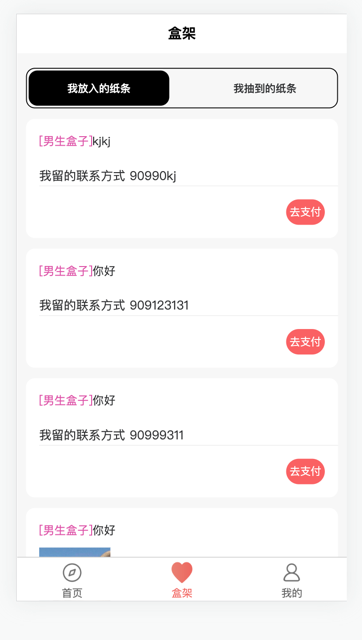 盒架
我放入的纸条 我抽到的纸条
[男生盒子]kjkj
我留的联系方式 90990kj
去支付
[男生盒子]你好
我留的联系方式 909123131
去支付
[男生盒子]你好
我留的联系方式 90999311
去支付
[男生盒子]你好
首页 盒架 我的